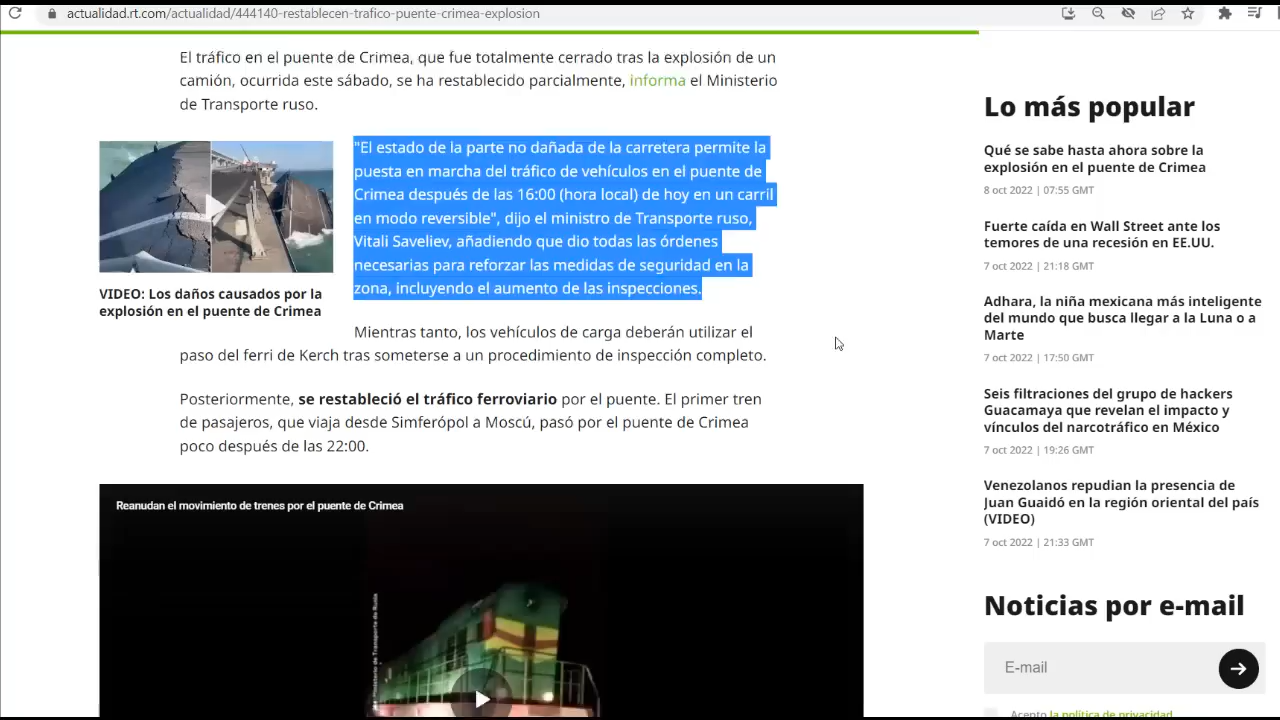 actualidad.rt.com/actualidad/444140-restablecen-trafico-puente-crimea-explosion
El tráfico en el puente de Crimea, que fue totalmente cerrado tras la explosión de un
camión, ocurrida este sábado, se ha restablecido parcialmente, informa el Ministerio
de Transporte ruso.
"El estado de la parte no dañada de la carretera permite la
puesta en marcha del tráfico de vehículos en el puente de
Crimea después de las 16:00 (hora local) de hoy en un carril
en modo reversible", dijo el ministro de Transporte ruso,
Vitali Saveliev, añadiendo que dio todas las órdenes
necesarias para reforzar las medidas de seguridad en la
zona, incluyendo el aumento de las inspecciones.
VIDEO: Los daños causados por la
explosión en el puente de Crimea
Mientras tanto, los vehículos de carga deberán utilizar el
paso del ferri de Kerch tras someterse a un procedimiento de inspección completo.
Posteriormente, se restableció el tráfico ferroviario por el puente. El primer tren
de pasajeros, que viaja desde Simferópol a Moscú, pasó por el puente de Crimea
poco después de las 22:00.
Reanudan el movimiento de trenes por el puente de Crimea
Ministerio de Transporte de Rusia
Lo más popular
Qué se sabe hasta ahora sobre la
explosión en el puente de Crimea
8 oct 2022 | 07:55 GMT
Fuerte caída en Wall Street ante los
temores de una recesión en EE.UU.
7 oct 2022 | 21:18 GMT
Adhara, la niña mexicana más inteligente
del mundo que busca llegar a la Luna o a
Marte
7 oct 2022 | 17:50 GMT
Seis filtraciones del grupo de hackers
Guacamaya que revelan el impacto y
vínculos del narcotráfico en México
7 oct 2022 | 19:26 GMT
Venezolanos repudian la presencia de
Juan Guaidó en la región oriental del país
(VIDEO)
7 oct 2022 | 21:33 GMT
Noticias por e-mail
E-mail
Acepto la política de privacidad